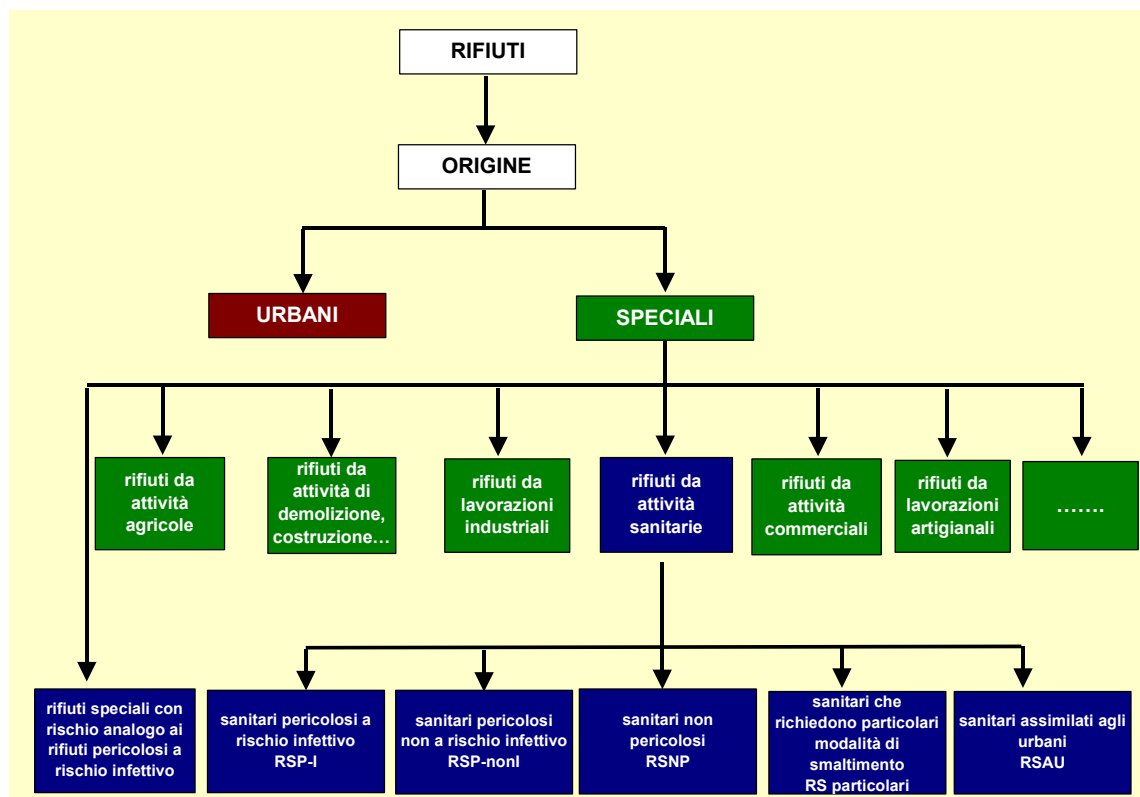 RIFIUTI
ORIGINE
URBANI
SPECIALI
rifiuti da
attività
agricole
rifiuti da
attività di
demolizione,
costruzione…
rifiuti da
lavorazioni
industriali
rifiuti da
attività
sanitarie
rifiuti da
attività
commerciali
rifiuti da
lavorazioni
artigianali
…….
rifiuti speciali con
rischio analogo ai
rifiuti pericolosi a
rischio infettivo
sanitari pericolosi a
rischio infettivo
RSP-I
sanitari pericolosi
non a rischio infettivo
RSP-nonI
sanitari non
pericolosi
RSNP
sanitari che
richiedono particolari
modalità di
smaltimento
RS particolari
sanitari assimilati agli
urbani
RSAU